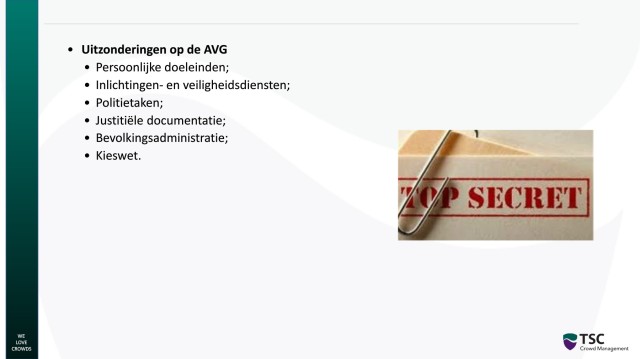 Uitzonderingen op de AVG
Persoonlijke doeleinden;
Inlichtingen- en veiligheidsdiensten;
Politietaken;
Justitiële documentatie;
Bevolkingsadministratie;
Kieswet.
TOP SECRET
WE
LOVE
CROWDS
TSC
Crowd Management